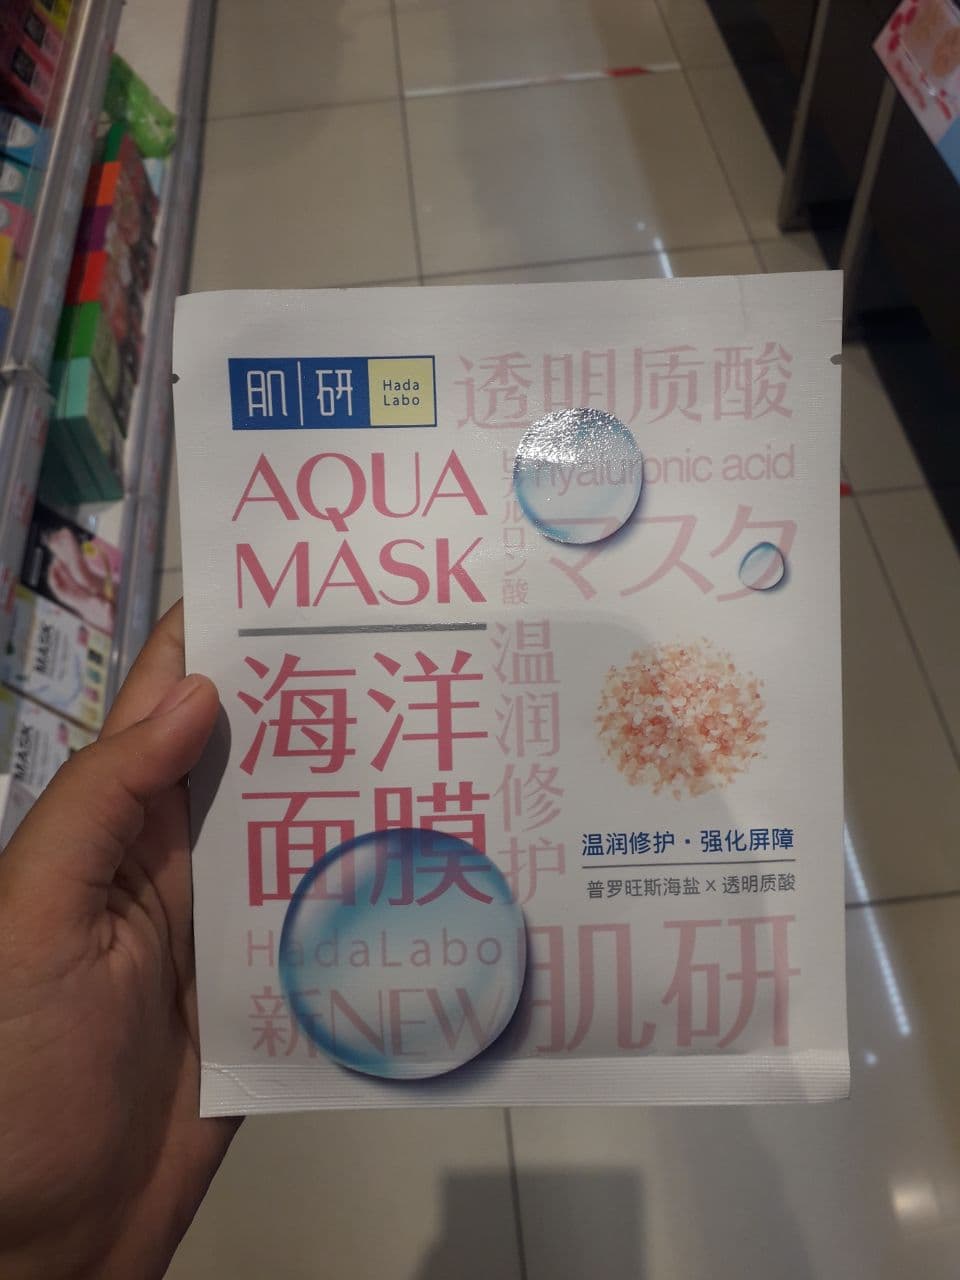 肌研
Hada
Labo
透明质酸
AQUA
MASK
hyaluronic acid
ヒアルロン酸
マスク
海洋
面膜
温润修护
温润修护·强化屏障
普罗旺斯海盐 x 透明质酸
HadaLabo
新NEW
肌研
MASK
MASK